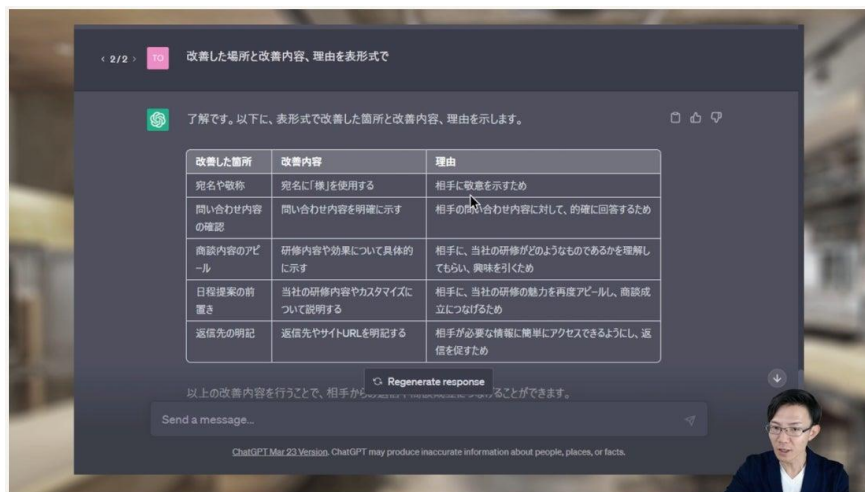 < 2/2 >
TO
改善した場所と改善内容、理由を表形式で
了解です。以下に、表形式で改善した箇所と改善内容、理由を示します。
改善した箇所 改善内容 理由
宛名や敬称 宛名に「様」を使用する 相手に敬意を示すため
問い合わせ内容 問い合わせ内容を明確に示す 相手の問い合わせ内容に対して、的確に回答するため
の確認
商談内容のアピ 研修内容や効果について具体的 相手に、当社の研修がどのようなものであるかを理解し
ール に示す てもらい、興味を引くため
日程提案の前 当社の研修内容やカスタマイズに 相手に、当社の研修の魅力を再度アピールし、商談成
置き ついて説明する 立につなげるため
返信先の明記 返信先やサイトURLを明記する 相手が必要な情報に簡単にアクセスできるようにし、返
信を促すため
Regenerate response
以上の改善内容を行うことで、相手から ることができます。
Send a message...
ChatGPT Mar 23 Version. ChatGPT may produce inaccurate information about people, places, or facts.